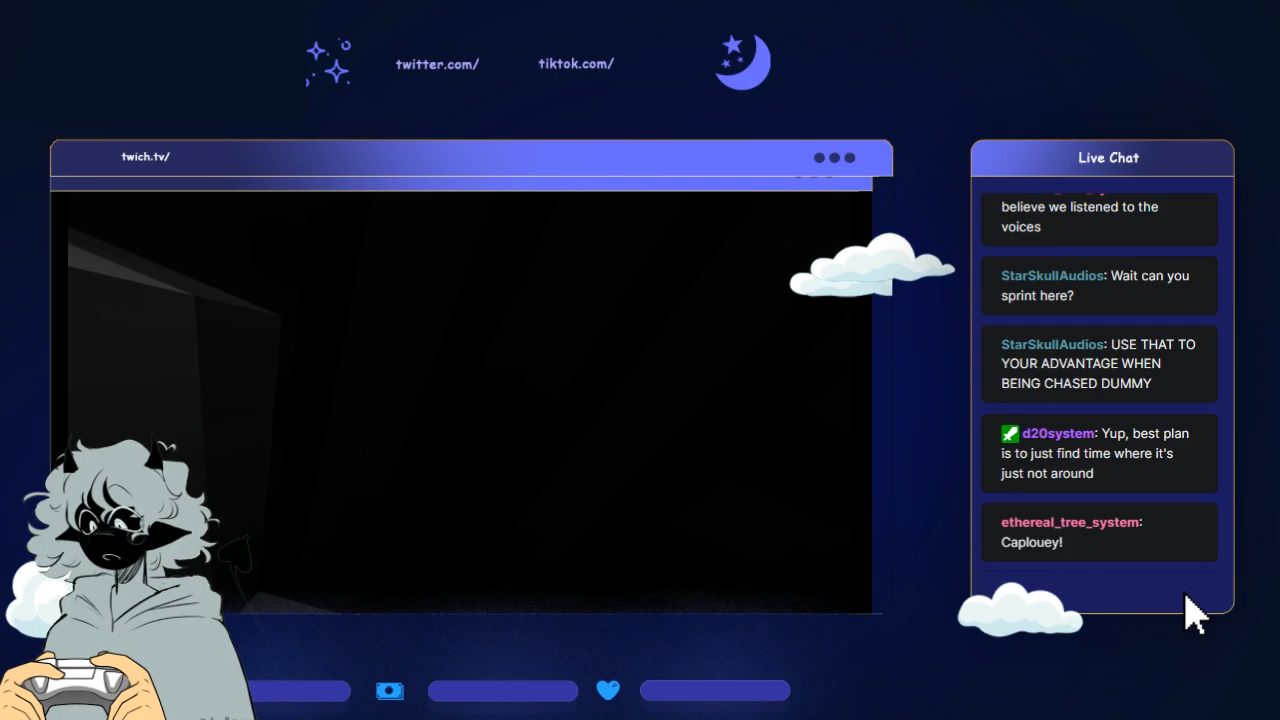 twitter.com/
tiktok.com/
twich.tv/
Live Chat
believe we listened to the
voices
StarSkullAudios: Wait can you
sprint here?
StarSkullAudios: USE THAT TO
YOUR ADVANTAGE WHEN
BEING CHASED DUMMY
d20system: Yup, best plan
is to just find time where it's
just not around
ethereal_tree_system:
Caplouey!